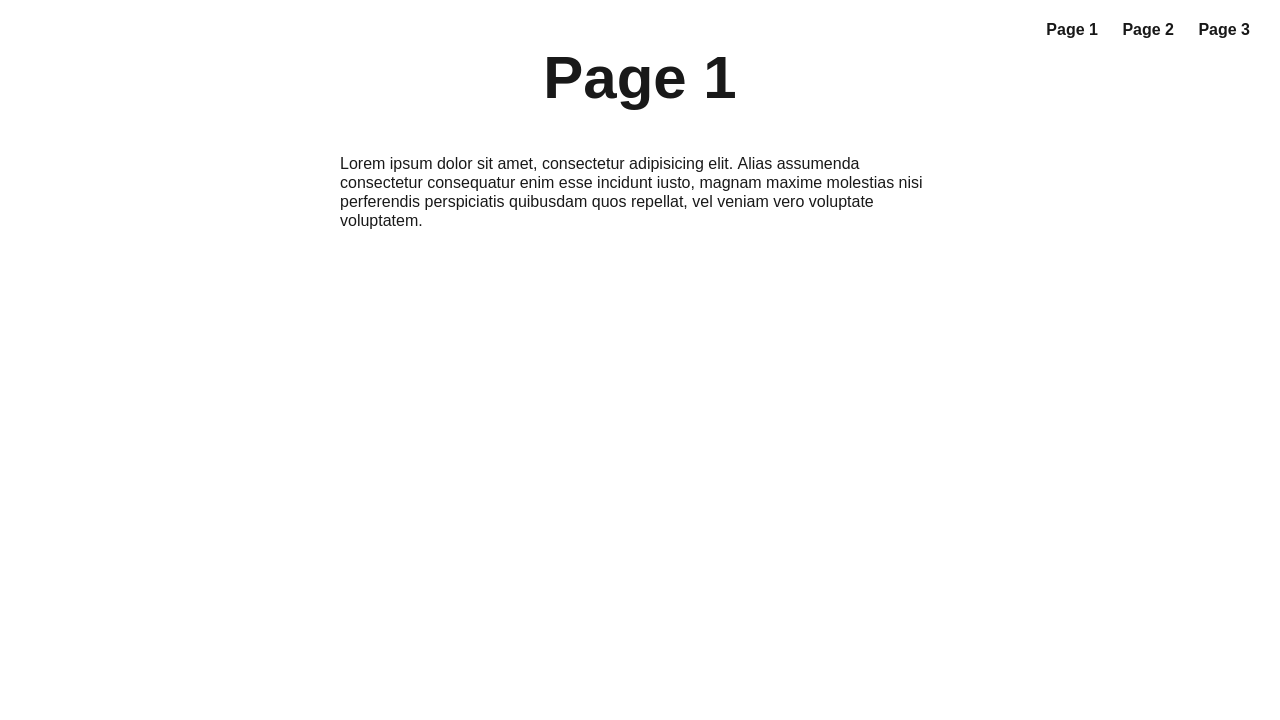 Page 1 Page 2 Page 3
Page 1
Lorem ipsum dolor sit amet, consectetur adipisicing elit. Alias assumenda
consectetur consequatur enim esse incidunt iusto, magnam maxime molestias nisi
perferendis perspiciatis quibusdam quos repellat, vel veniam vero voluptate
voluptatem.